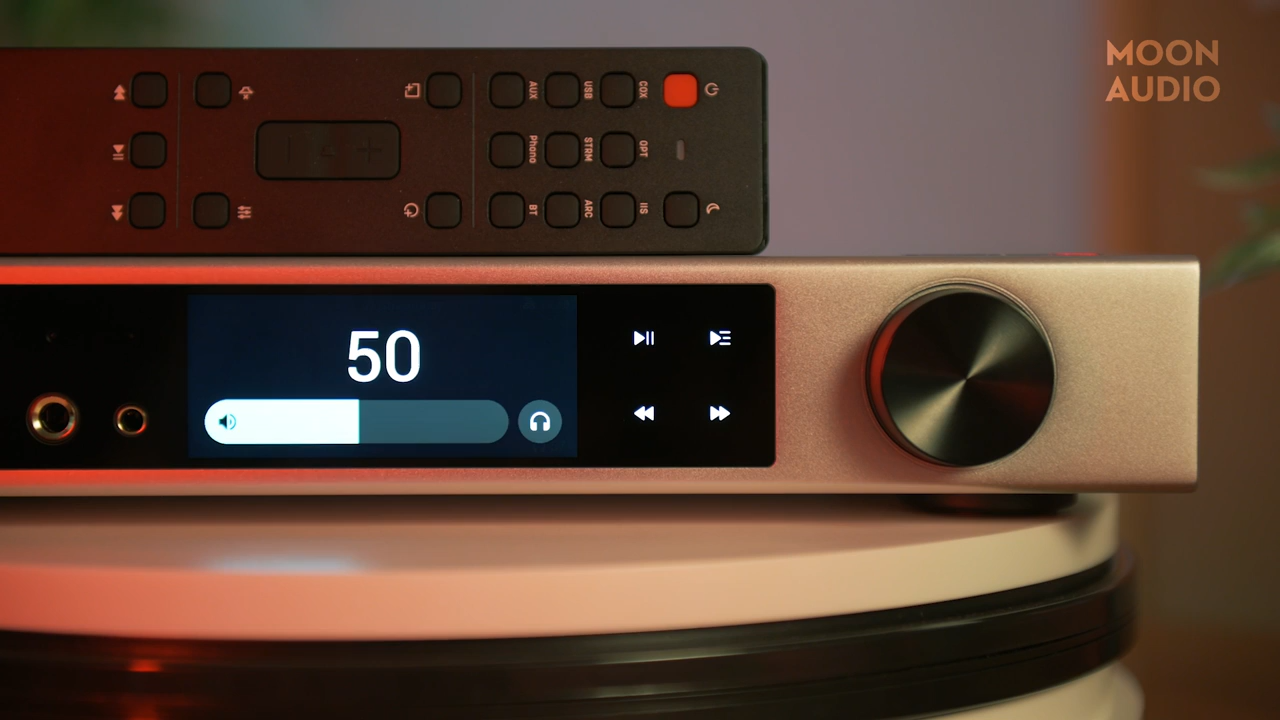 MOON
AUDIO
AUX
USB
COX
Phono
STRM
OPT
BT
ARC
IIS
50